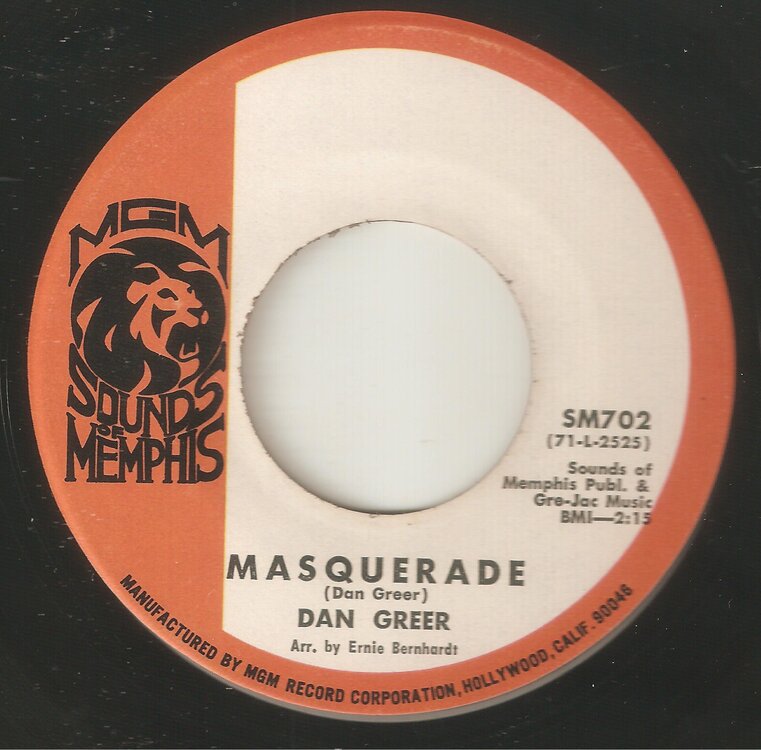 MGM
SOUNDS
OF
MEMPHIS
SM702
(71-L-2525)
Sounds of
Memphis Publ. &
Gre-Jac Music
BMI—2:15
MASQUERADE
(Dan Greer)
DAN GREER
Arr. by Ernie Bernhardt
MANUFACTURED BY MGM RECORD CORPORATION, HOLLYWOOD, CALIF. 90046